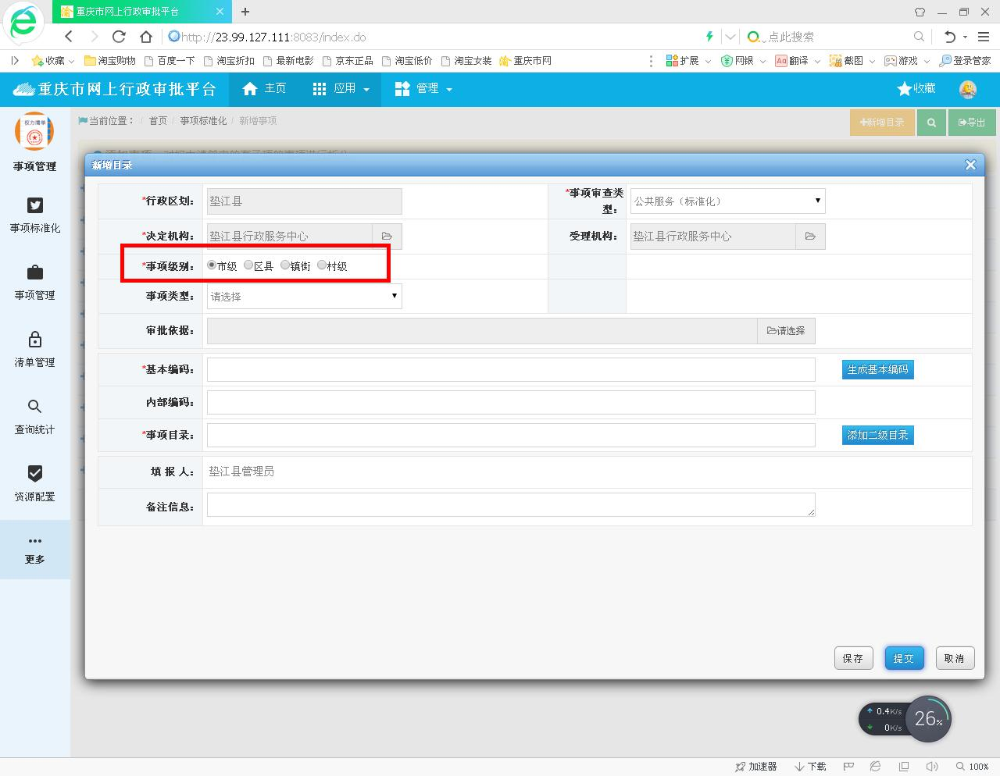 重庆市网上行政审批平台
http://23.99.127.111:8083/index.do
点此搜索
收藏 淘宝购物 百度一下 淘宝折扣 最新电影 京东正品 淘宝低价 淘宝女装 重庆市网 扩展 网银 翻译 截图 游戏 登录管家
重庆市网上行政审批平台 主页 应用 管理 收藏
权力清单
事项管理
事项标准化
事项管理
清单管理
查询统计
资源配置
更多
当前位置： / 首页 / 事项标准化 / 新增事项
新增目录 导出
新增目录
*行政区划： 垫江县 *事项审查类型： 公共服务（标准化）
*决定机构： 垫江县行政服务中心 受理机构： 垫江县行政服务中心
*事项级别： 市级 区县 镇街 村级
事项类型： 请选择
审批依据： 请选择
*基本编码： 生成基本编码
内部编码：
*事项目录： 添加二级目录
填 报 人： 垫江县管理员
备注信息：
保存 提交 取消
0.4K/s
0K/s
26%
加速器 下载 100%